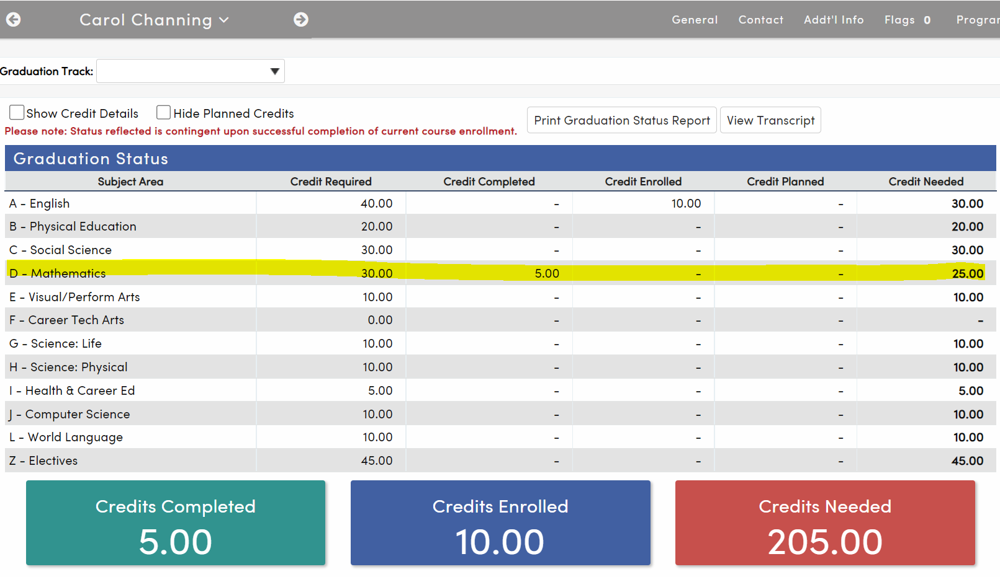 Carol Channing
General Contact Addt'l Info Flags 0
Graduation Track:
Show Credit Details Hide Planned Credits
Please note: Status reflected is contingent upon successful completion of current course enrollment.
Print Graduation Status Report View Transcript
Graduation Status
Subject Area Credit Required Credit Completed Credit Enrolled Credit Planned Credit Needed
A - English 40.00 - 10.00 - 30.00
B - Physical Education 20.00 - - - 20.00
C - Social Science 30.00 - - - 30.00
D - Mathematics 30.00 5.00 - - 25.00
E - Visual/Perform Arts 10.00 - - - 10.00
F - Career Tech Arts 0.00 - - - -
G - Science: Life 10.00 - - - 10.00
H - Science: Physical 10.00 - - - 10.00
I - Health & Career Ed 5.00 - - - 5.00
J - Computer Science 10.00 - - - 10.00
L - World Language 10.00 - - - 10.00
Z - Electives 45.00 - - - 45.00
Credits Completed
5.00
Credits Enrolled
10.00
Credits Needed
205.00